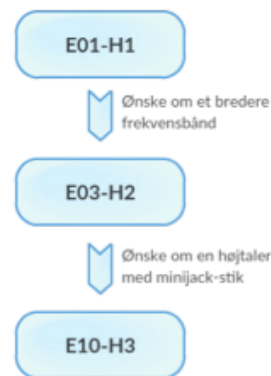 E01-H1
Ønske om et bredere
frekvensbånd
E03-H2
Ønske om en højtaler
med minijack-stik
E10-H3